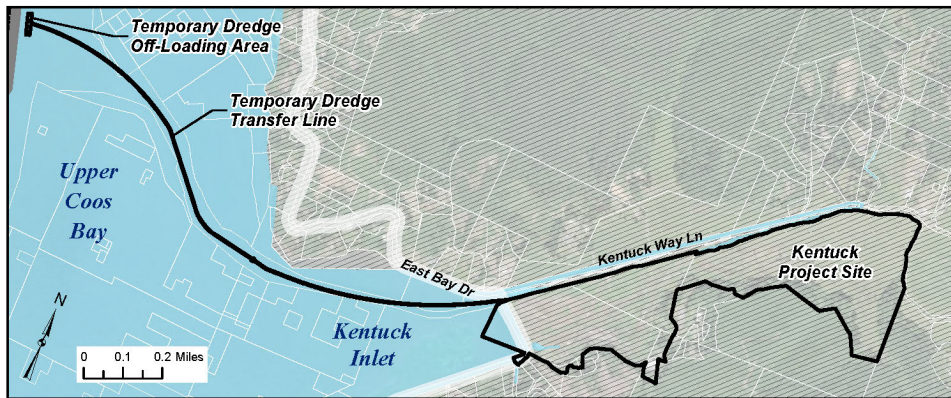 Temporary Dredge
Off-Loading Area
Temporary Dredge
Transfer Line
Upper
Coos
Bay
Kentuck Way Ln
Kentuck
Project Site
East Bay Dr
Kentuck
Inlet
N
0 0.1 0.2 Miles